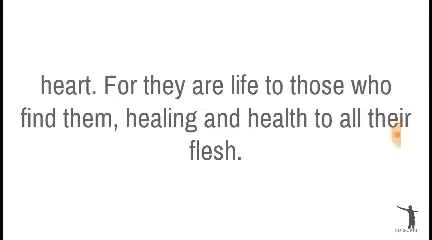 heart. For they are life to those who
find them, healing and health to all their
flesh.